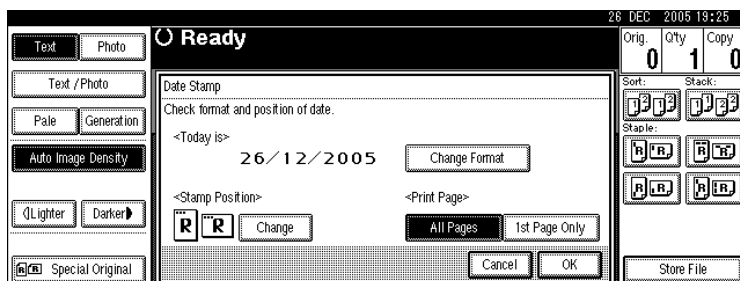 26 DEC 2005 19:25
Text Photo
Ready
Orig. Q'ty Copy
0 1 0
Text / Photo
Date Stamp
Sort: Stack:
Check format and position of date.
Pale Generation
<Today is>
Staple:
26/12/2005 Change Format
Auto Image Density
<Stamp Position> <Print Page>
Lighter Darker
R R Change All Pages 1st Page Only
Cancel OK
Special Original
Store File